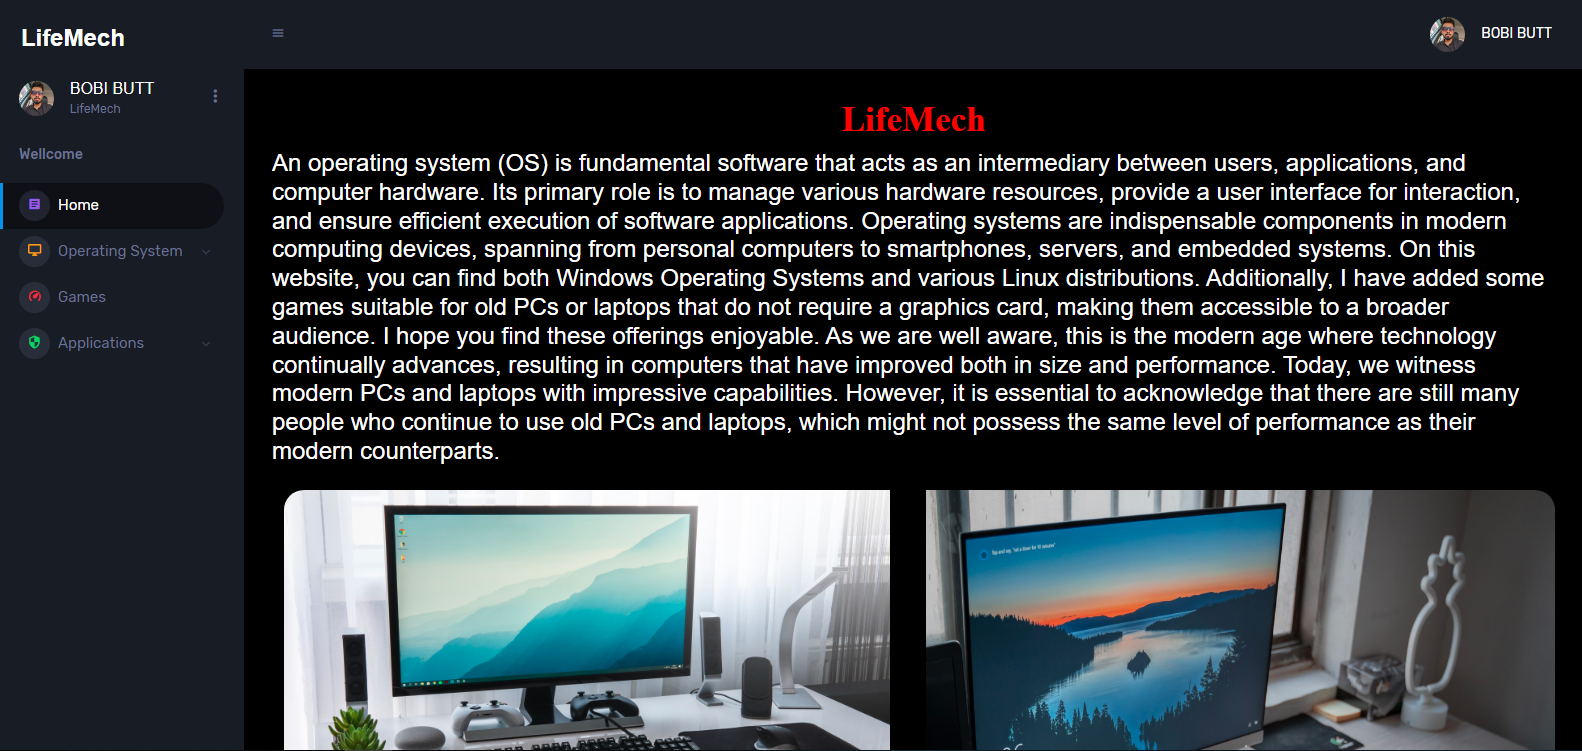 LifeMech
BOBI BUTT
BOBI BUTT
LifeMech
Wellcome
Home
Operating System
Games
Applications
LifeMech
An operating system (OS) is fundamental software that acts as an intermediary between users, applications, and
computer hardware. Its primary role is to manage various hardware resources, provide a user interface for interaction,
and ensure efficient execution of software applications. Operating systems are indispensable components in modern
computing devices, spanning from personal computers to smartphones, servers, and embedded systems. On this
website, you can find both Windows Operating Systems and various Linux distributions. Additionally, I have added some
games suitable for old PCs or laptops that do not require a graphics card, making them accessible to a broader
audience. I hope you find these offerings enjoyable. As we are well aware, this is the modern age where technology
continually advances, resulting in computers that have improved both in size and performance. Today, we witness
modern PCs and laptops with impressive capabilities. However, it is essential to acknowledge that there are still many
people who continue to use old PCs and laptops, which might not possess the same level of performance as their
modern counterparts.